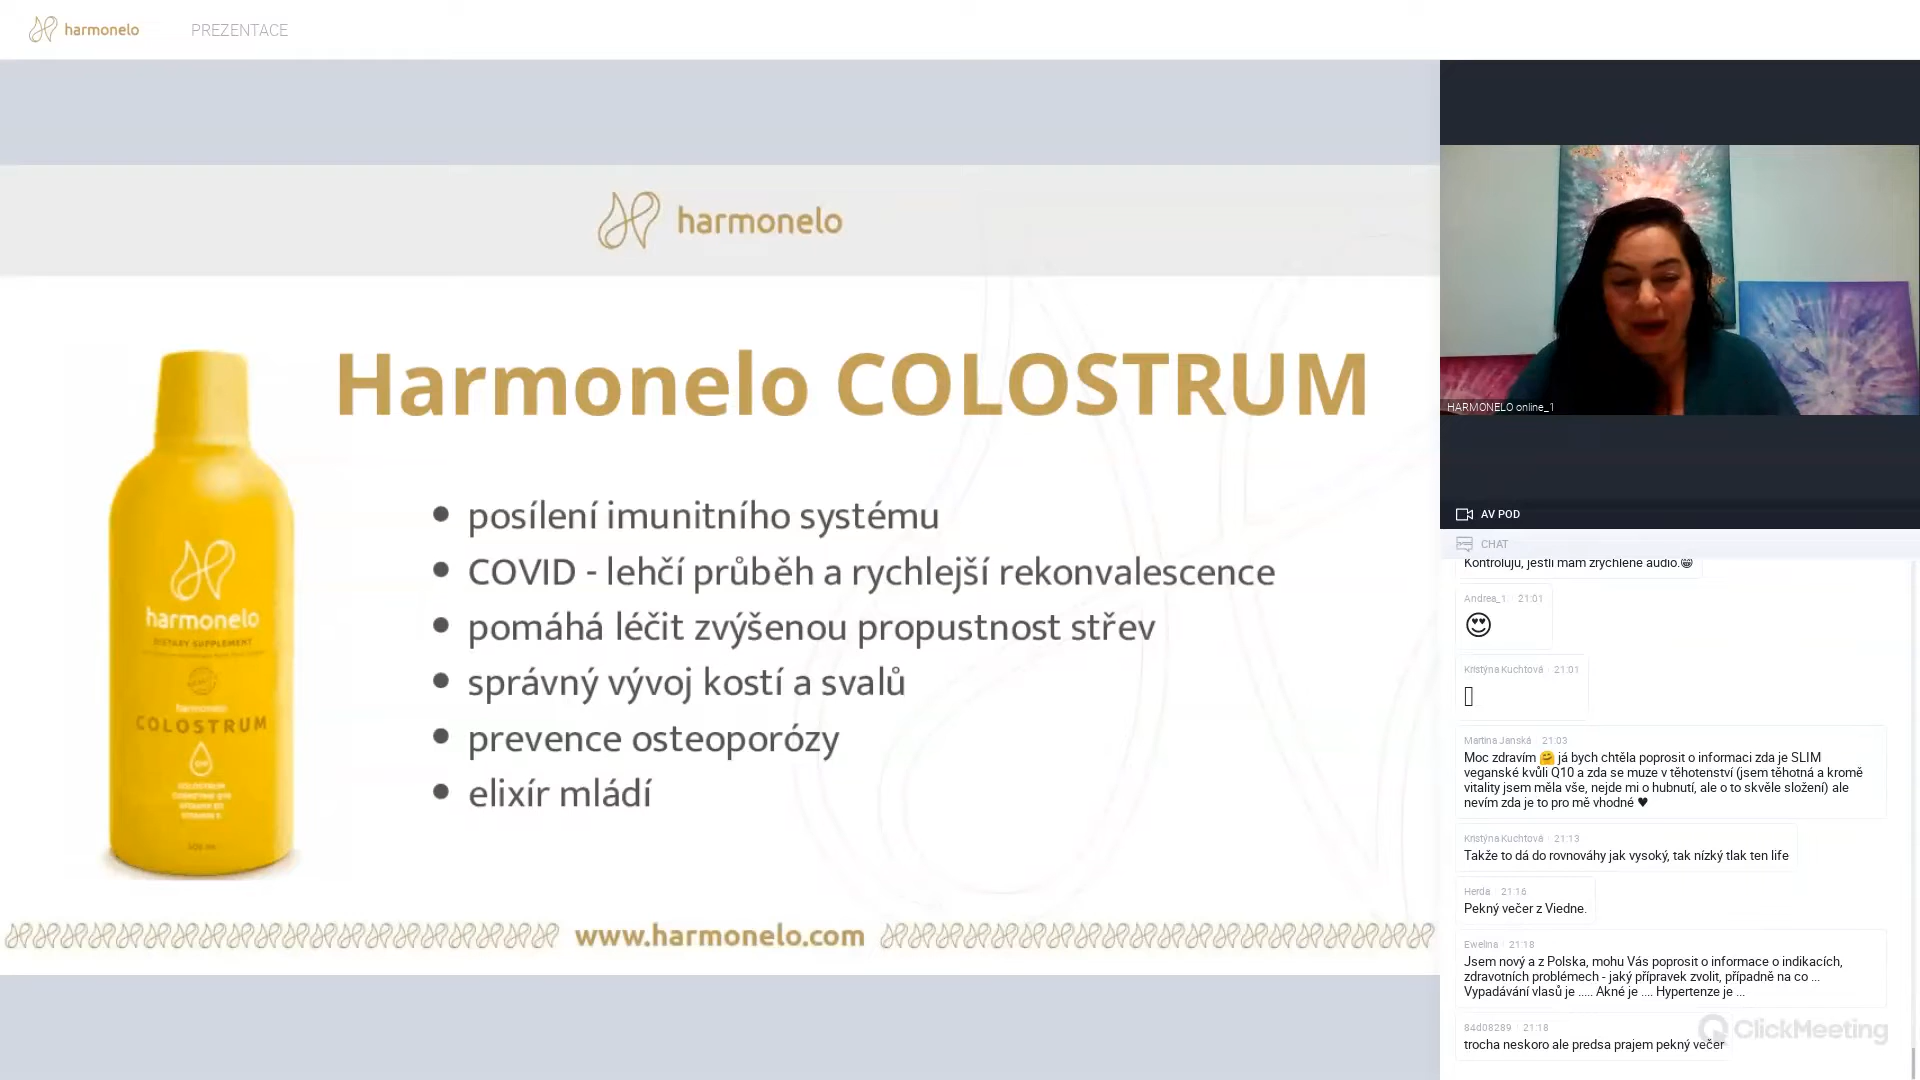 harmonelo
PREZENTACE
harmonelo
Harmonelo COLOSTRUM
posílení imunitního systému
COVID - lehčí průběh a rychlejší rekonvalescence
pomáhá léčit zvýšenou propustnost střev
správný vývoj kostí a svalů
prevence osteoporózy
elixír mládí
harmonelo
DIETARY SUPPLEMENT
harmonelo
COLOSTRUM
COLOSTRUM
www.harmonelo.com
HARMONELO online_1
AV POD
CHAT
Kontroluju, jestli mám zrychlené audio.😁
Andrea_1 21:01
😍
Kristýna Kuchtová 21:01
Martina Janská 21:03
Moc zdravím 🤗 já bych chtěla poprosit o informaci zda je SLIM
veganské kvůli Q10 a zda se muze v těhotenství (jsem těhotná a kromě
vitality jsem měla vše, nejde mi o hubnutí, ale o to skvěle složení) ale
nevím zda je to pro mě vhodné ♥
Kristýna Kuchtová 21:13
Takže to dá do rovnováhy jak vysoký, tak nízký tlak ten life
Herda 21:16
Pekný večer z Viedne.
Ewelina 21:18
Jsem nový a z Polska, mohu Vás poprosit o informace o indikacích,
zdravotních problémech - jaký přípravek zvolit, případně na co ...
Vypadávání vlasů je ..... Akné je .... Hypertenze je ...
84d08289 21:18
trocha neskoro ale predsa prajem pekný večer
ClickMeeting